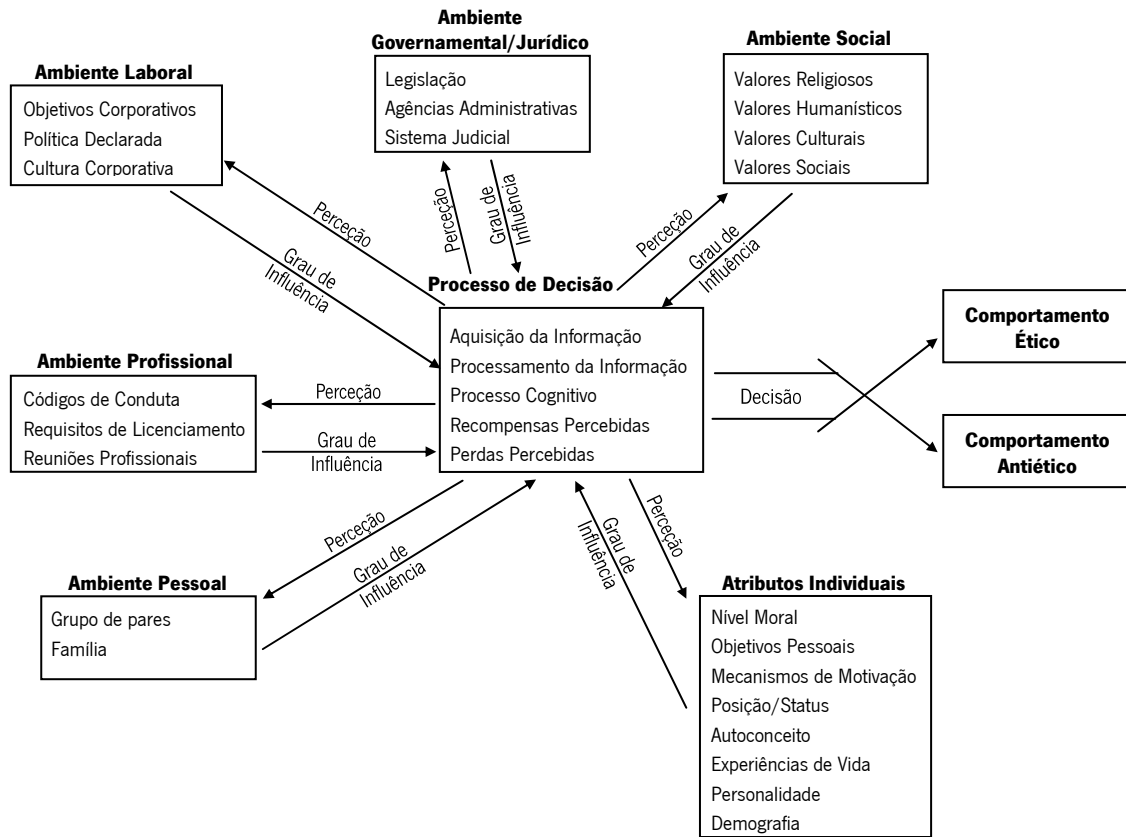 Ambiente
Governamental/Jurídico
Legislação
Agências Administrativas
Sistema Judicial
Ambiente Social
Valores Religiosos
Valores Humanísticos
Valores Culturais
Valores Sociais
Ambiente Laboral
Objetivos Corporativos
Política Declarada
Cultura Corporativa
Perceção
Grau de
Influência
Perceção
Grau de
Influência
Perceção
Grau de
Influência
Processo de Decisão
Aquisição da Informação
Processamento da Informação
Processo Cognitivo
Recompensas Percebidas
Perdas Percebidas
Ambiente Profissional
Códigos de Conduta
Requisitos de Licenciamento
Reuniões Profissionais
Perceção
Grau de
Influência
Decisão
Comportamento
Ético
Comportamento
Antiético
Perceção
Grau de
Influência
Grau de
Influência
Perceção
Ambiente Pessoal
Grupo de pares
Família
Atributos Individuais
Nível Moral
Objetivos Pessoais
Mecanismos de Motivação
Posição/Status
Autoconceito
Experiências de Vida
Personalidade
Demografia